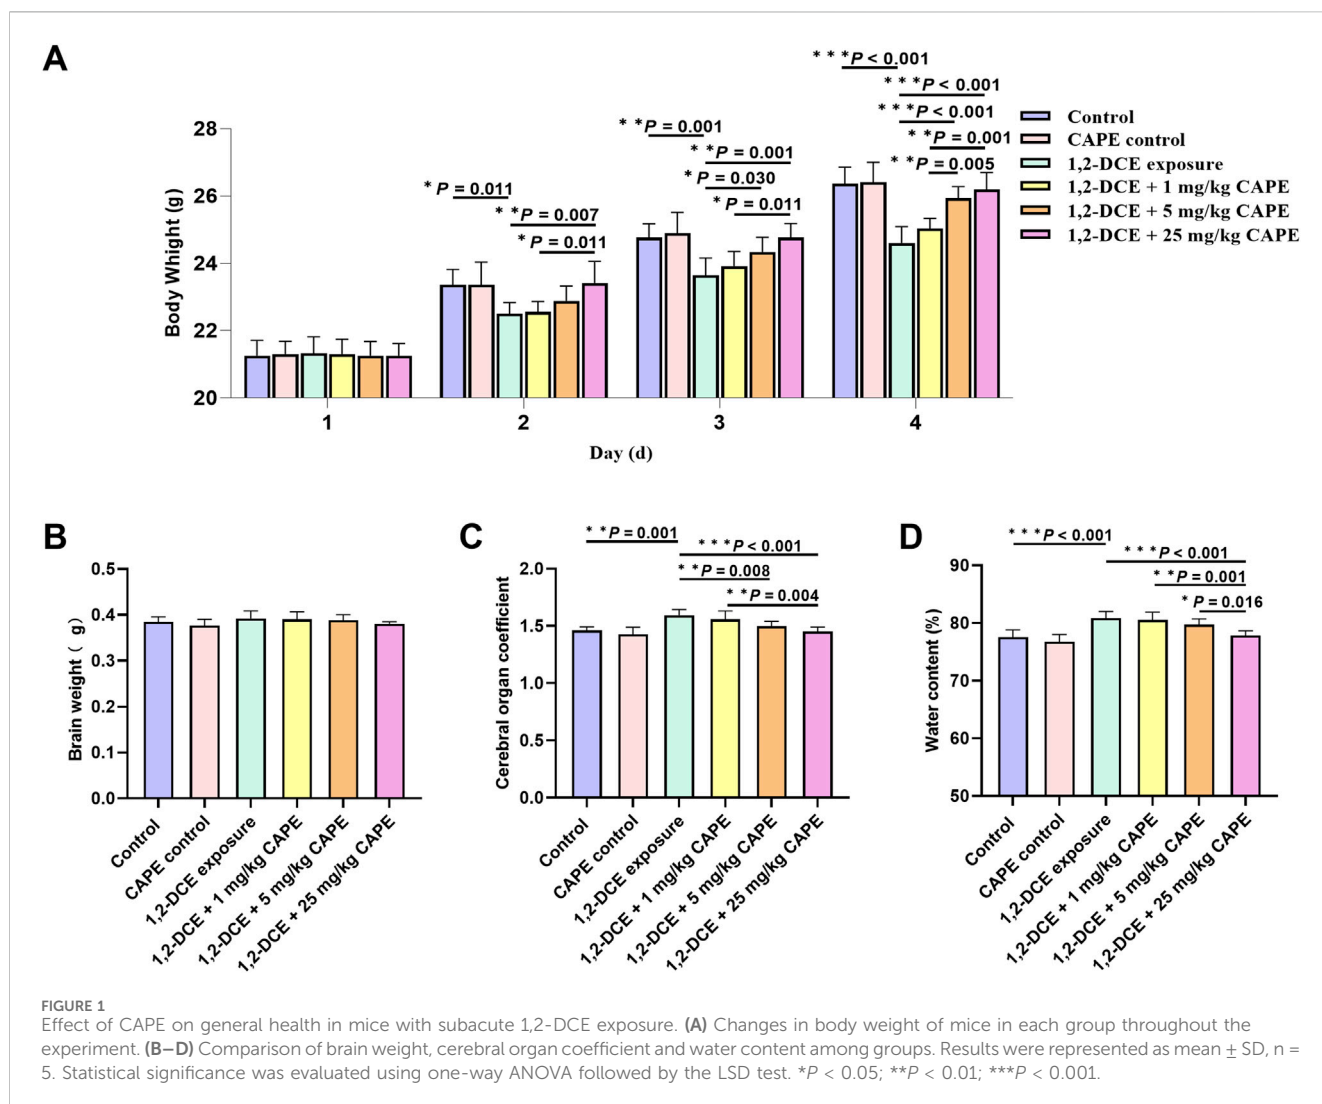 A
***P < 0.001
***P < 0.001
***P < 0.001
**P = 0.001
**P = 0.005
**P = 0.001
**P = 0.001
*P = 0.030
*P = 0.011
*P = 0.011
**P = 0.007
*P = 0.011
Body Whight (g)
28
26
24
22
20
1
2
3
4
Day (d)
Control
CAPE control
1,2-DCE exposure
1,2-DCE + 1 mg/kg CAPE
1,2-DCE + 5 mg/kg CAPE
1,2-DCE + 25 mg/kg CAPE
B
Brain weight( g)
0.5
0.4
0.3
0.2
0.1
0.0
Control
CAPE control
1,2-DCE exposure
1,2-DCE + 1 mg/kg CAPE
1,2-DCE + 5 mg/kg CAPE
1,2-DCE + 25 mg/kg CAPE
C
**P = 0.001
***P < 0.001
**P = 0.008
**P = 0.004
Cerebral organ coefficient
2.0
1.5
1.0
0.5
0.0
Control
CAPE control
1,2-DCE exposure
1,2-DCE + 1 mg/kg CAPE
1,2-DCE + 5 mg/kg CAPE
1,2-DCE + 25 mg/kg CAPE
D
***P < 0.001
***P < 0.001
**P = 0.001
*P = 0.016
Water content (%)
90
80
70
60
50
Control
CAPE control
1,2-DCE exposure
1,2-DCE + 1 mg/kg CAPE
1,2-DCE + 5 mg/kg CAPE
1,2-DCE + 25 mg/kg CAPE
FIGURE 1
Effect of CAPE on general health in mice with subacute 1,2-DCE exposure. (A) Changes in body weight of mice in each group throughout the
experiment. (B–D) Comparison of brain weight, cerebral organ coefficient and water content among groups. Results were represented as mean ± SD, n =
5. Statistical significance was evaluated using one-way ANOVA followed by the LSD test. *P < 0.05; **P < 0.01; ***P < 0.001.